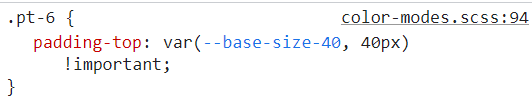 .pt-6 { color-modes.scss:94
padding-top: var(--base-size-40, 40px)
!important;
}